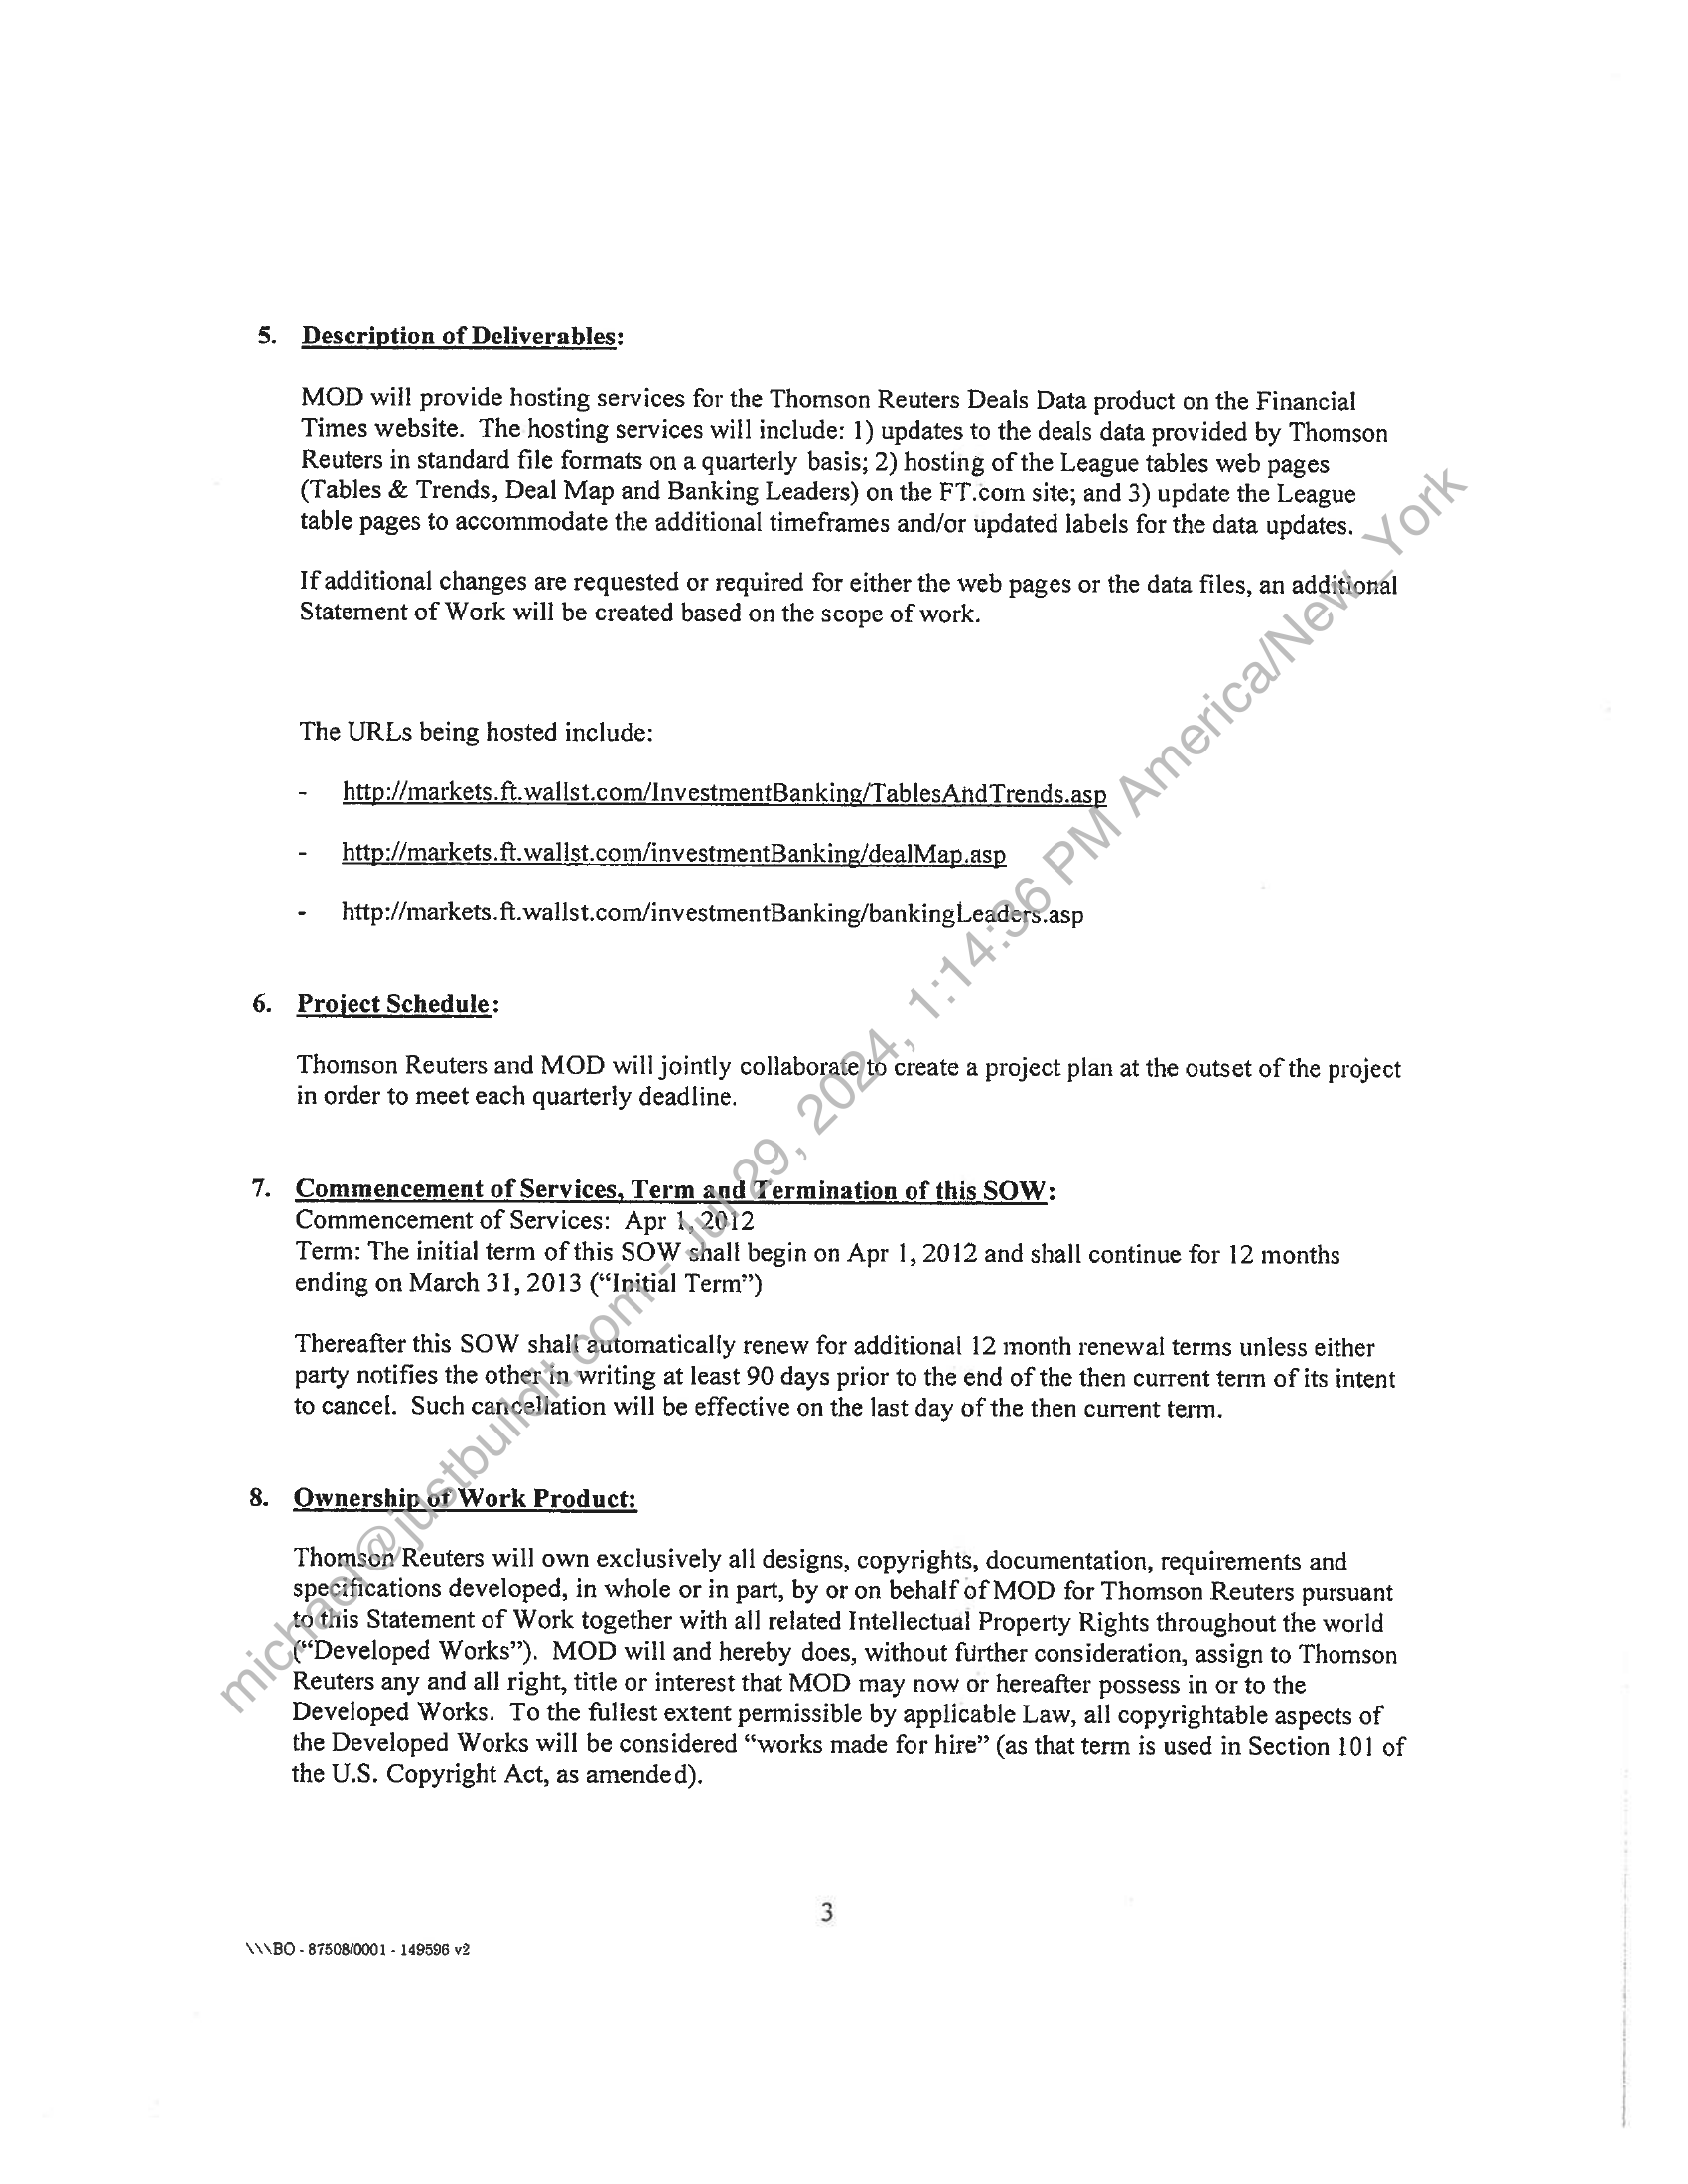 5. Description of Deliverables:
MOD will provide hosting services for the Thomson Reuters Deals Data product on the Financial
Times website. The hosting services will include: 1) updates to the deals data provided by Thomson
Reuters in standard file formats on a quarterly basis; 2) hosting of the League tables web pages
(Tables & Trends, Deal Map and Banking Leaders) on the FT.com site; and 3) update the League
table pages to accommodate the additional timeframes and/or updated labels for the data updates.
If additional changes are requested or required for either the web pages or the data files, an additional
Statement of Work will be created based on the scope of work.
The URLs being hosted include:
- http://markets.ft.wallst.com/InvestmentBanking/TablesAndTrends.asp
- http://markets.ft.wallst.com/investmentBanking/dealMap.asp
- http://markets.ft.wallst.com/investmentBanking/bankingLeaders.asp
6. Project Schedule:
Thomson Reuters and MOD will jointly collaborate to create a project plan at the outset of the project
in order to meet each quarterly deadline.
7. Commencement of Services, Term and Termination of this SOW:
Commencement of Services: Apr 1, 2012
Term: The initial term of this SOW shall begin on Apr 1, 2012 and shall continue for 12 months
ending on March 31, 2013 (“Initial Term”)
Thereafter this SOW shall automatically renew for additional 12 month renewal terms unless either
party notifies the other in writing at least 90 days prior to the end of the then current term of its intent
to cancel. Such cancellation will be effective on the last day of the then current term.
8. Ownership of Work Product:
Thomson Reuters will own exclusively all designs, copyrights, documentation, requirements and
specifications developed, in whole or in part, by or on behalf of MOD for Thomson Reuters pursuant
to this Statement of Work together with all related Intellectual Property Rights throughout the world
(“Developed Works”). MOD will and hereby does, without further consideration, assign to Thomson
Reuters any and all right, title or interest that MOD may now or hereafter possess in or to the
Developed Works. To the fullest extent permissible by applicable Law, all copyrightable aspects of
the Developed Works will be considered “works made for hire” (as that term is used in Section 101 of
the U.S. Copyright Act, as amended).
3
\\\BO - 87508/0001 - 149596 v2
michael@justbuildit.com - Jul 29, 2024, 1:14:36 PM America/New_York